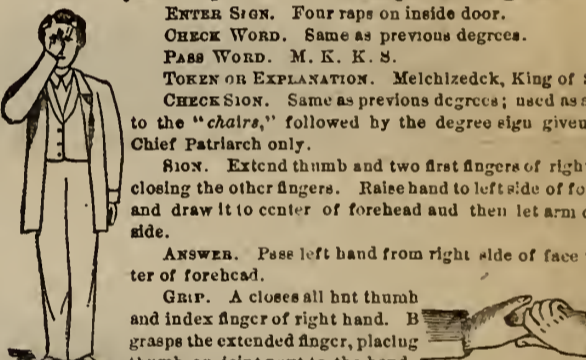 ENTER SIGN. Four raps on inside door.
CHECK WORD. Same as previous degrees.
PASS WORD. M. K. K. S.
TOKEN OR EXPLANATION. Melchizedck, King of
CHECK SIGN. Same as previous degrees; used as
to the "chairs," followed by the degree sign given
Chief Patriarch only.
SIGN. Extend thumb and two first fingers of righ
closing the other fingers. Raise hand to left side of fo
and draw it to center of forehead and then let arm
side.
ANSWER. Pass left hand from right side of face
ter of forehead.
GRIP. A closes all but thumb
and index finger of right hand. B
grasps the extended finger, placing